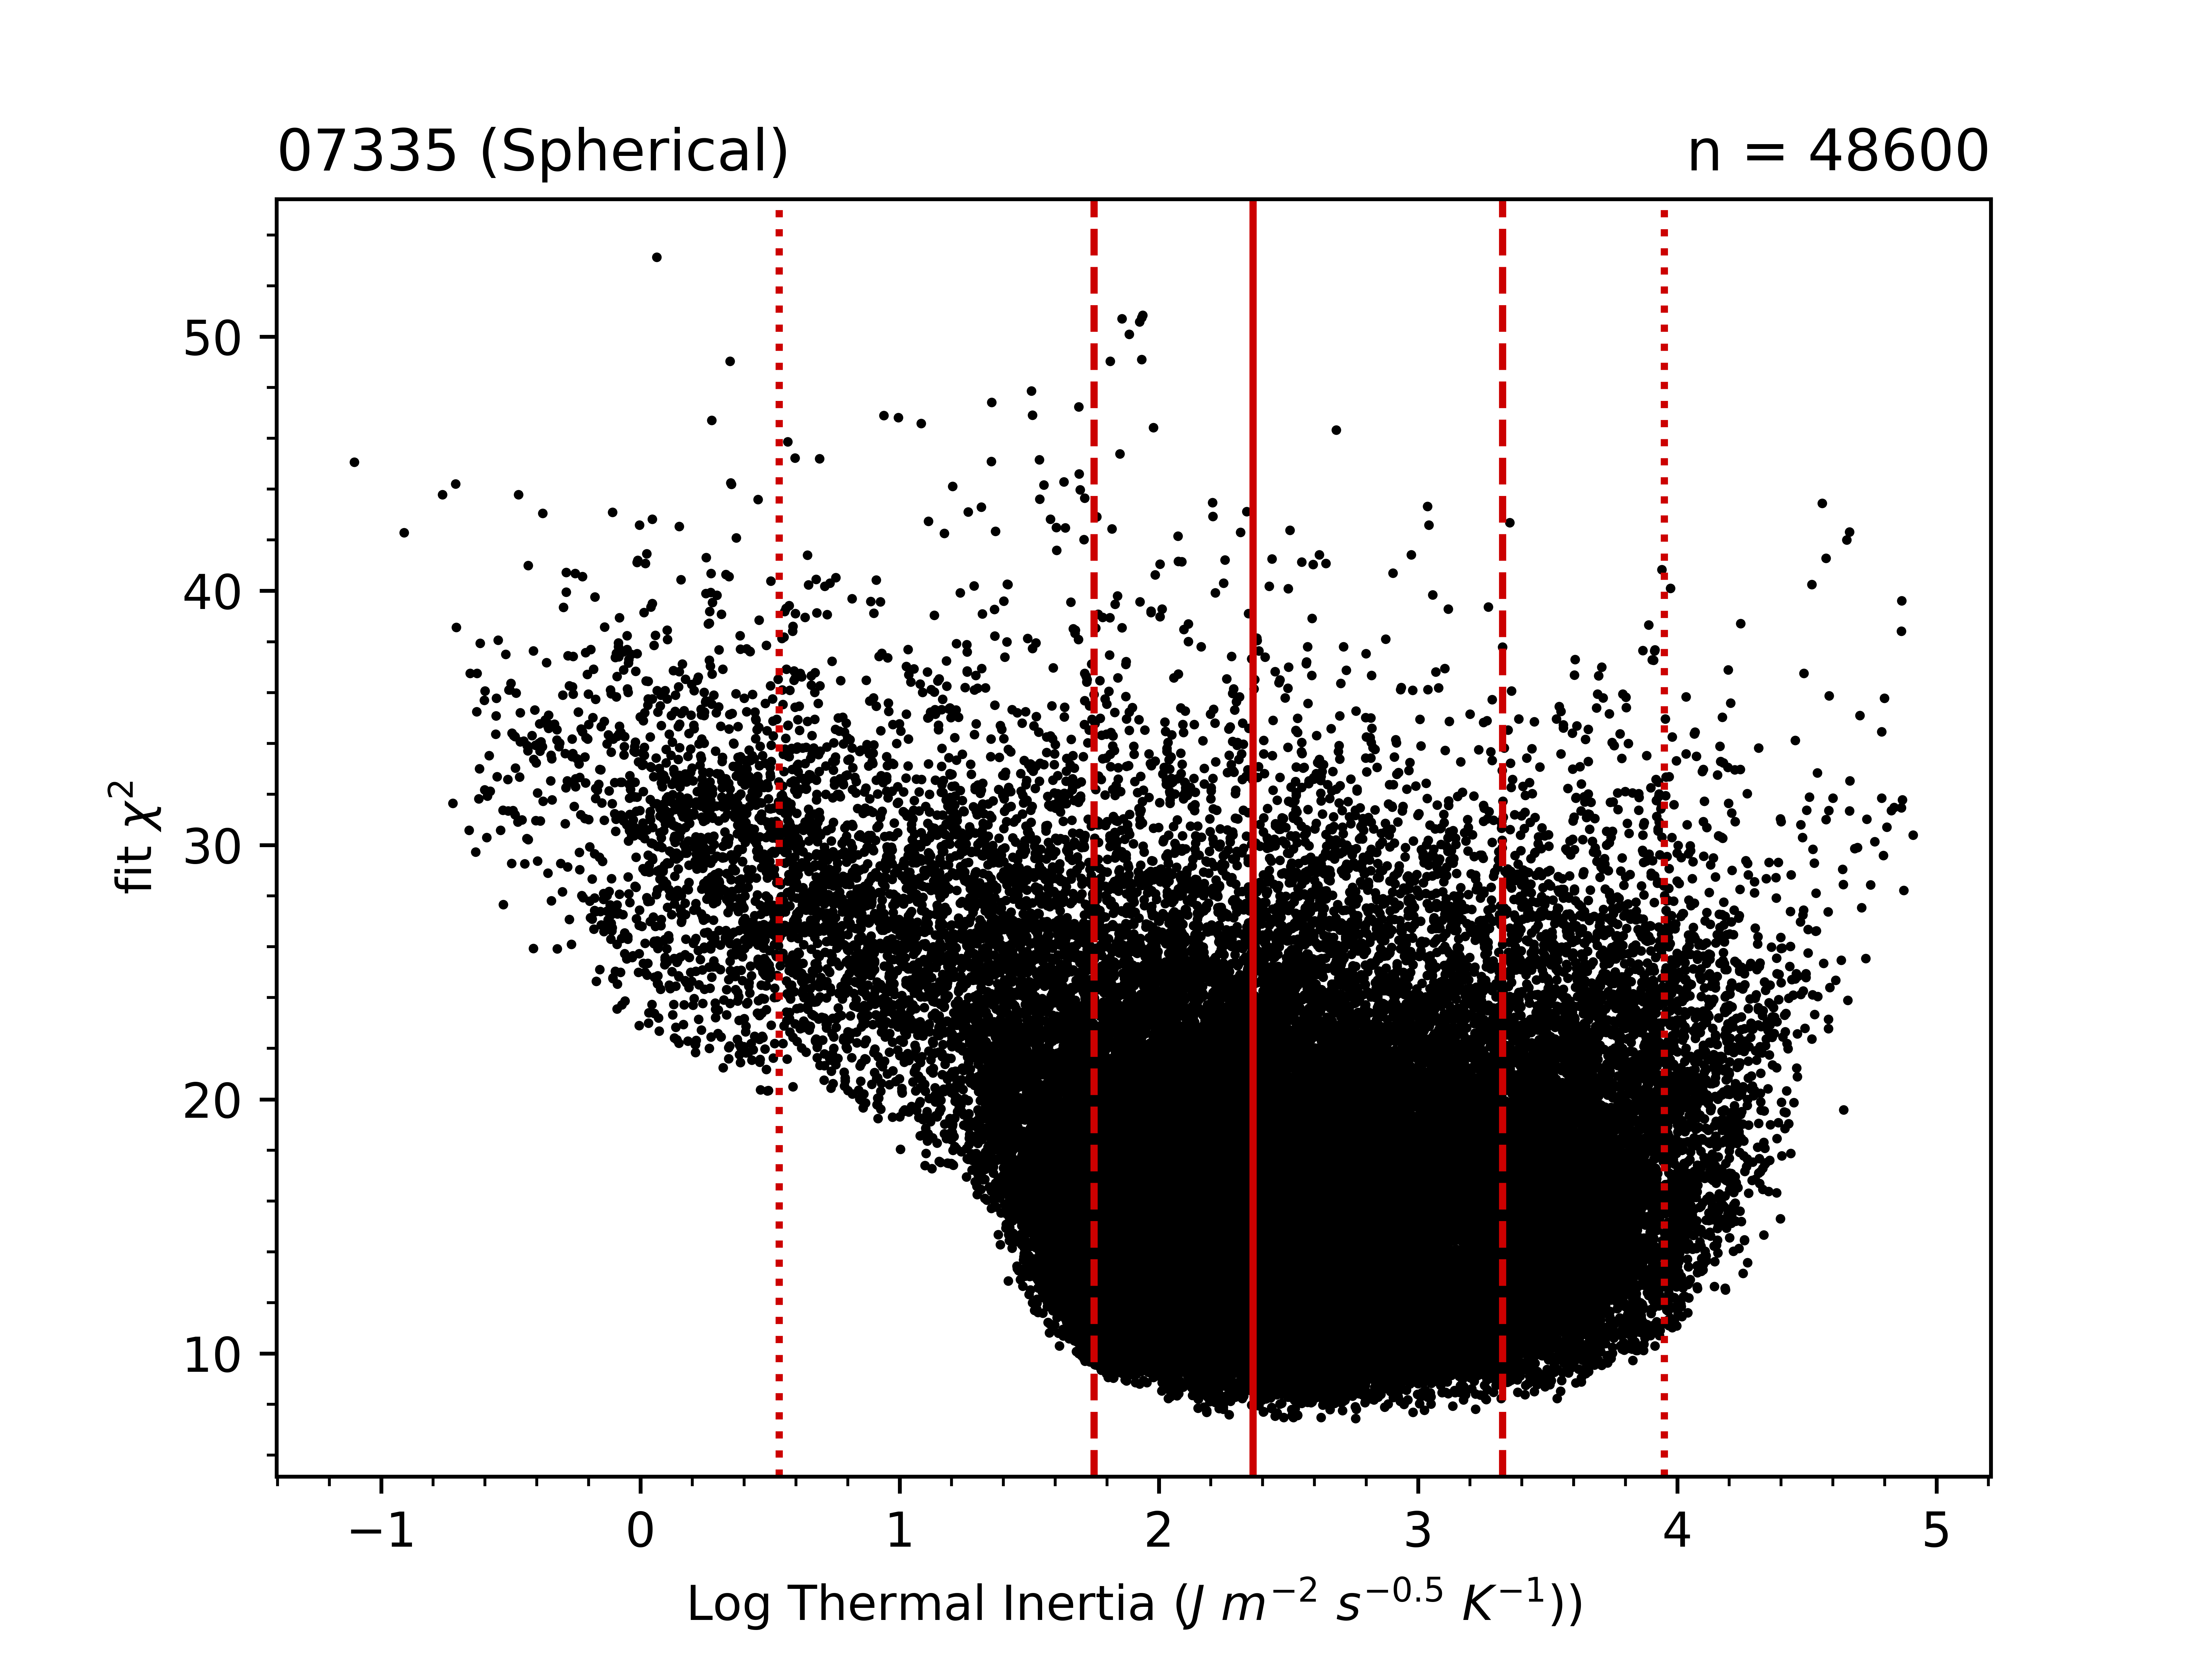 07335 (Spherical)
n = 48600
fit χ²
50
40
30
20
10
−1 0 1 2 3 4 5
Log Thermal Inertia (J m⁻² s⁻⁰·⁵ K⁻¹))